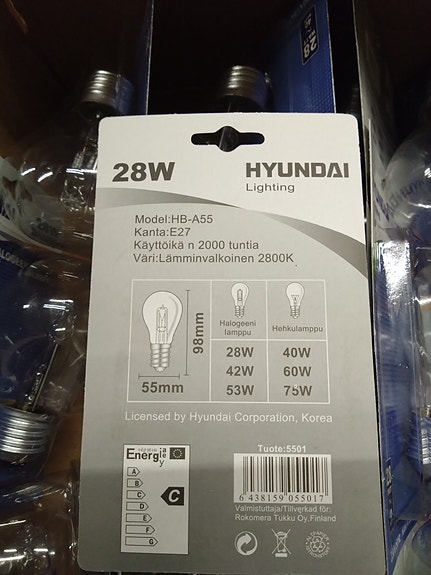 28W
HYUNDAI
Lighting
Model:HB-A55
Kanta:E27
Käyttöikä n 2000 tuntia
Väri:Lämminvalkoinen 2800K
98mm
55mm
Halogeeni lamppu
Hehkulamppu
28W 40W
42W 60W
53W 75W
Licensed by Hyundai Corporation, Korea
Energ
A
B
C
D
E
F
G
C
Tuote:5501
6 438159 055017
Valmistuttaja/Tillverkad för:
Rokomera Tukku Oy,Finland